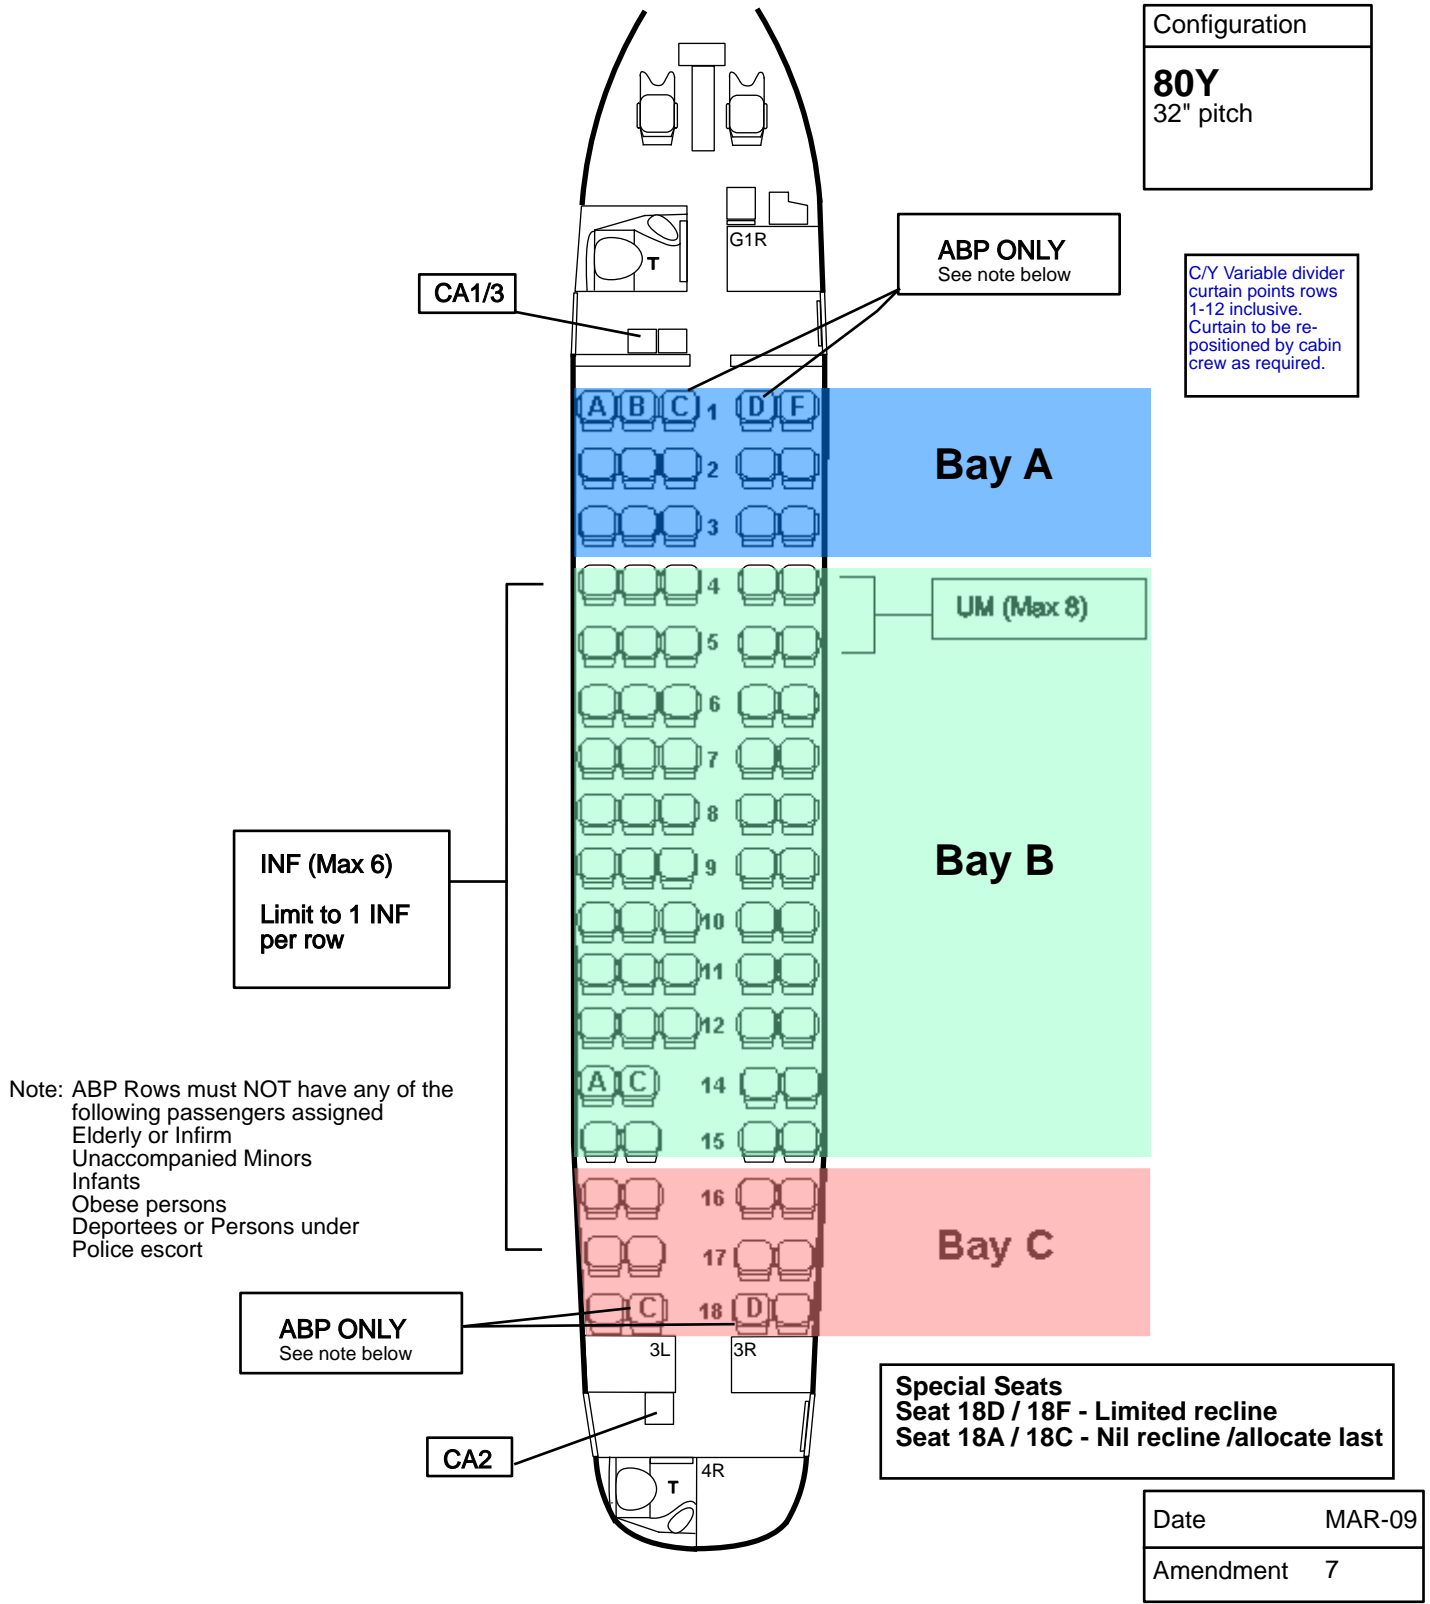 Configuration
80Y
32" pitch
G1R
T
ABP ONLY
See note below
CA1/3
C/Y Variable divider
curtain points rows
1-12 inclusive.
Curtain to be re-
positioned by cabin
crew as required.
A B C 1 D F
Bay A
2
3
4
UM (Max 8)
5
6
7
8
INF (Max 6)
Limit to 1 INF
per row
9
Bay B
10
11
12
A C 14
15
Note: ABP Rows must NOT have any of the
following passengers assigned
Elderly or Infirm
Unaccompanied Minors
Infants
Obese persons
Deportees or Persons under
Police escort
16
Bay C
17
C 18 D
ABP ONLY
See note below
3L 3R
Special Seats
Seat 18D / 18F - Limited recline
Seat 18A / 18C - Nil recline /allocate last
CA2
T
4R
Date MAR-09
Amendment 7